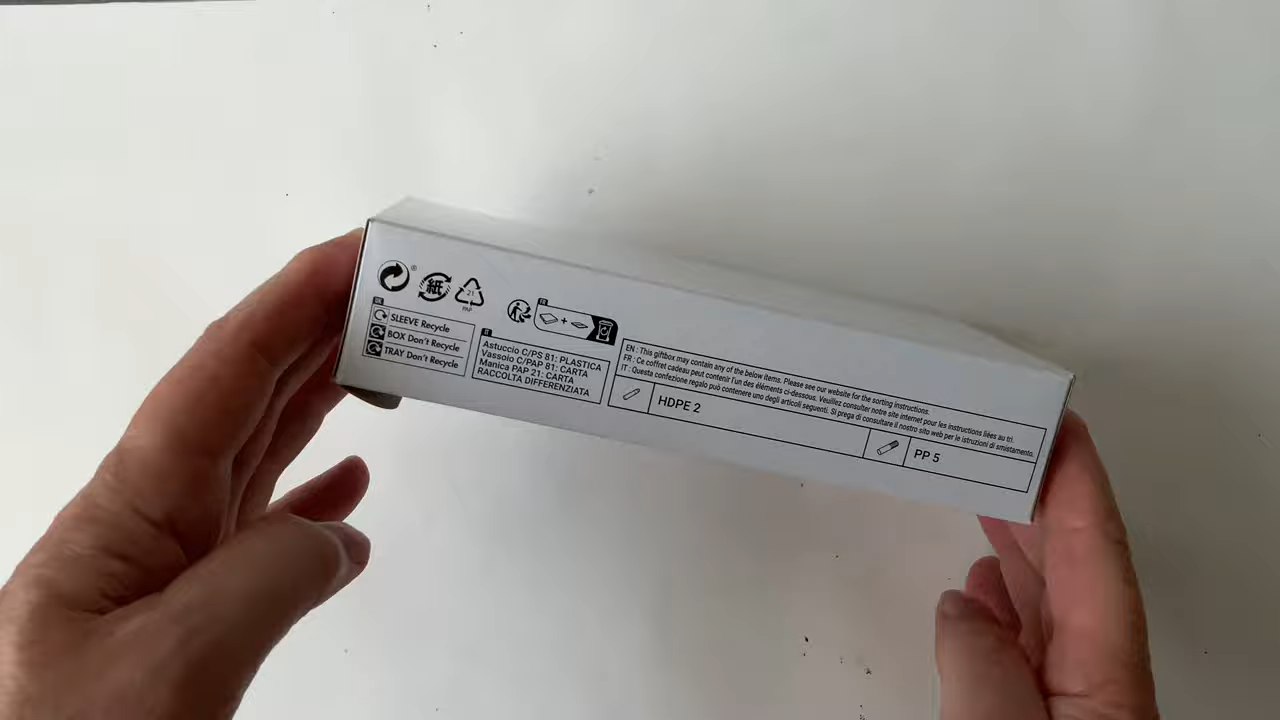 ®
紙
21
PAP
FR
UK
SLEEVE Recycle
BOX Don't Recycle
TRAY Don't Recycle
IT
Astuccio C/PS 81: PLASTICA
Vassoio C/PAP 81: CARTA
Manica PAP 21: CARTA
RACCOLTA DIFFERENZIATA
EN : This giftbox may contain any of the below items. Please see our website for the sorting instructions.
FR : Ce coffret cadeau peut contenir l'un des éléments ci-dessous. Veuillez consulter notre site internet pour les instructions liées au tri.
IT : Questa confezione regalo può contenere uno degli articoli seguenti. Si prega di consultare il nostro sito web per le istruzioni di smistamento.
HDPE 2
PP 5